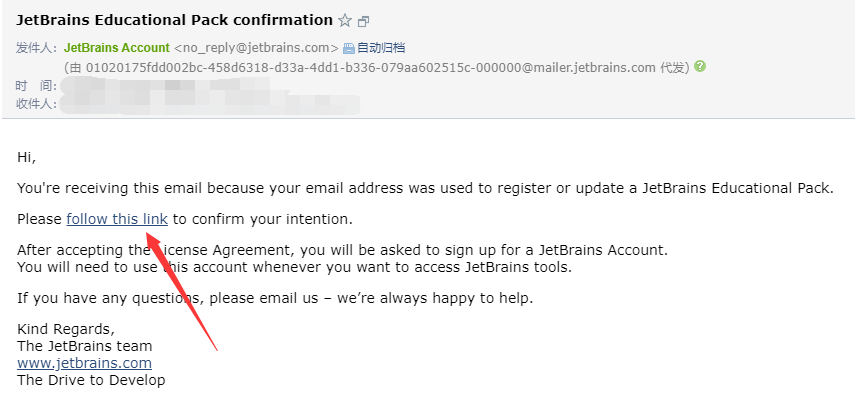 JetBrains Educational Pack confirmation
发件人: JetBrains Account <no_reply@jetbrains.com> 自动归档
(由 01020175fdd002bc-458d6318-d33a-4dd1-b336-079aa602515c-000000@mailer.jetbrains.com 代发)
时 间:
收件人:
Hi,
You're receiving this email because your email address was used to register or update a JetBrains Educational Pack.
Please follow this link to confirm your intention.
After accepting the License Agreement, you will be asked to sign up for a JetBrains Account.
You will need to use this account whenever you want to access JetBrains tools.
If you have any questions, please email us – we’re always happy to help.
Kind Regards,
The JetBrains team
www.jetbrains.com
The Drive to Develop